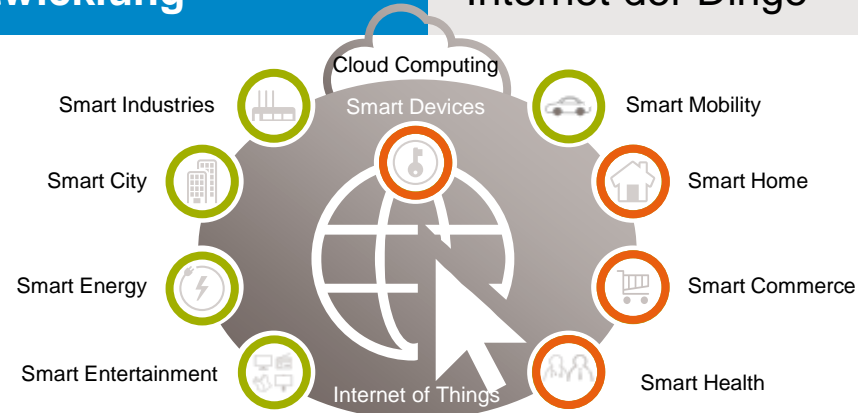 Internet der Dinge
Cloud Computing
Smart Industries
Smart Devices
Smart Mobility
Smart City
Smart Home
Smart Energy
Smart Commerce
Smart Entertainment
Internet of Things
Smart Health